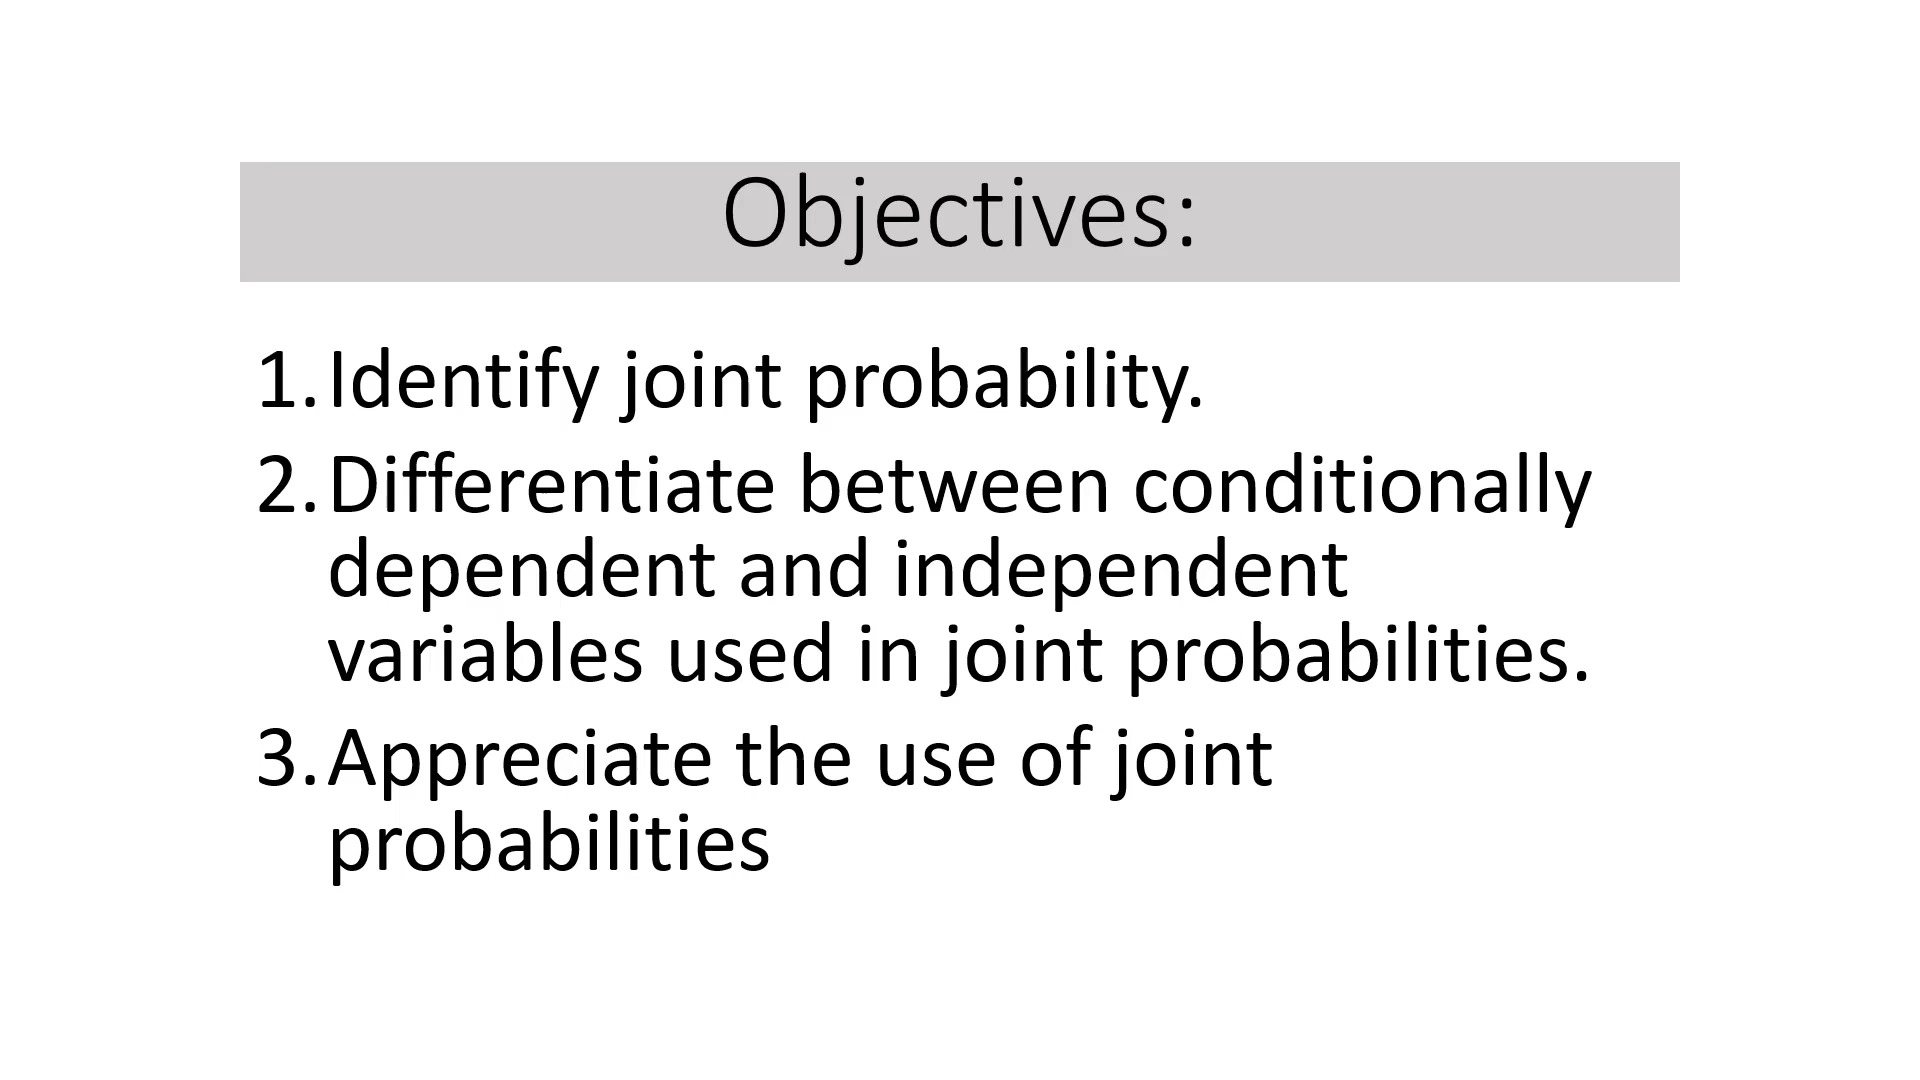 Objectives:
1. Identify joint probability.
2. Differentiate between conditionally
dependent and independent
variables used in joint probabilities.
3. Appreciate the use of joint
probabilities